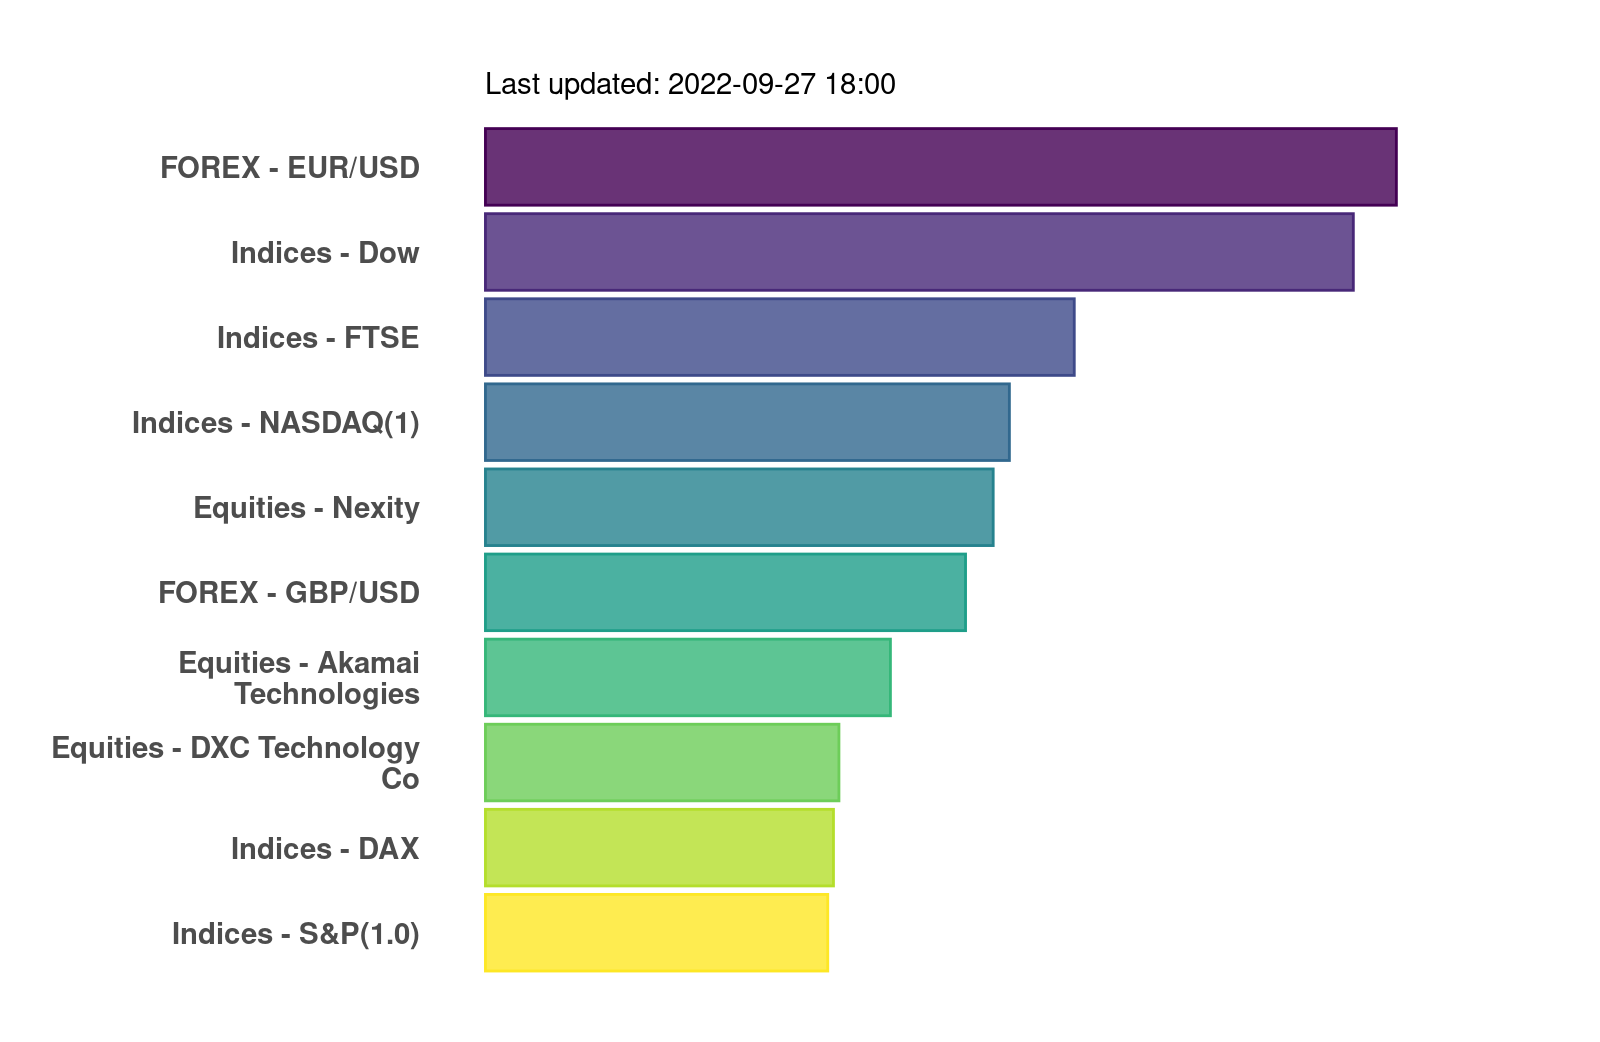 Last updated: 2022-09-27 18:00
FOREX - EUR/USD
Indices - Dow
Indices - FTSE
Indices - NASDAQ(1)
Equities - Nexity
FOREX - GBP/USD
Equities - Akamai
Technologies
Equities - DXC Technology
Co
Indices - DAX
Indices - S&P(1.0)